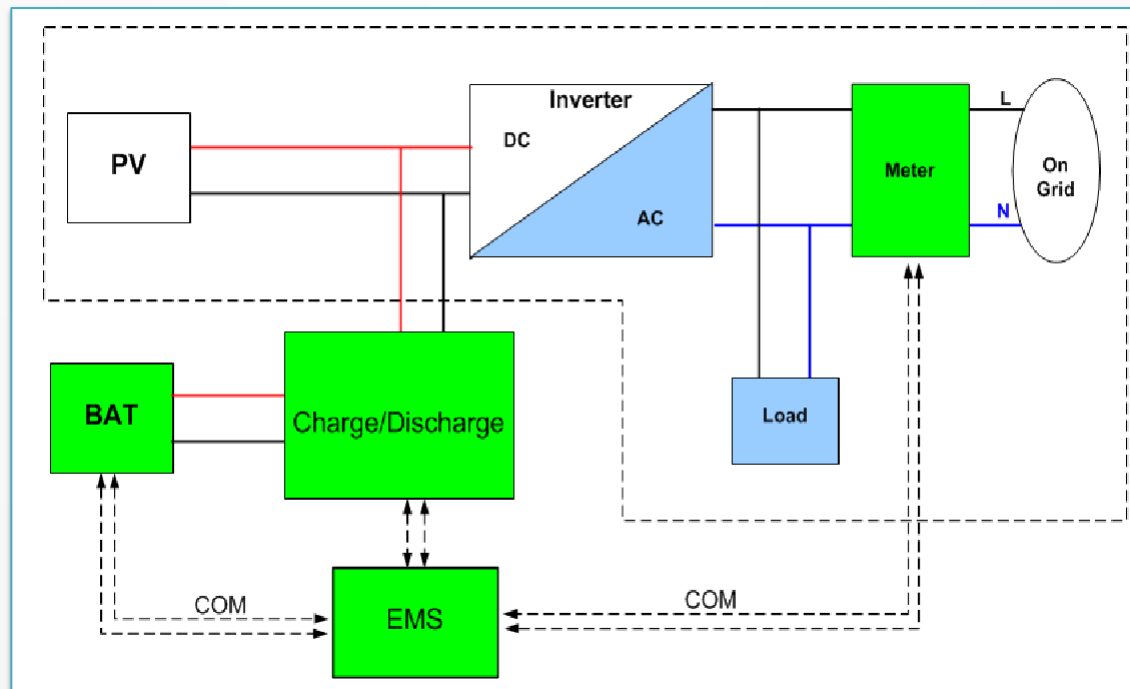 Inverter
DC
L
PV
Meter
On
Grid
AC
N
BAT
Charge/Discharge
Load
COM
EMS
COM